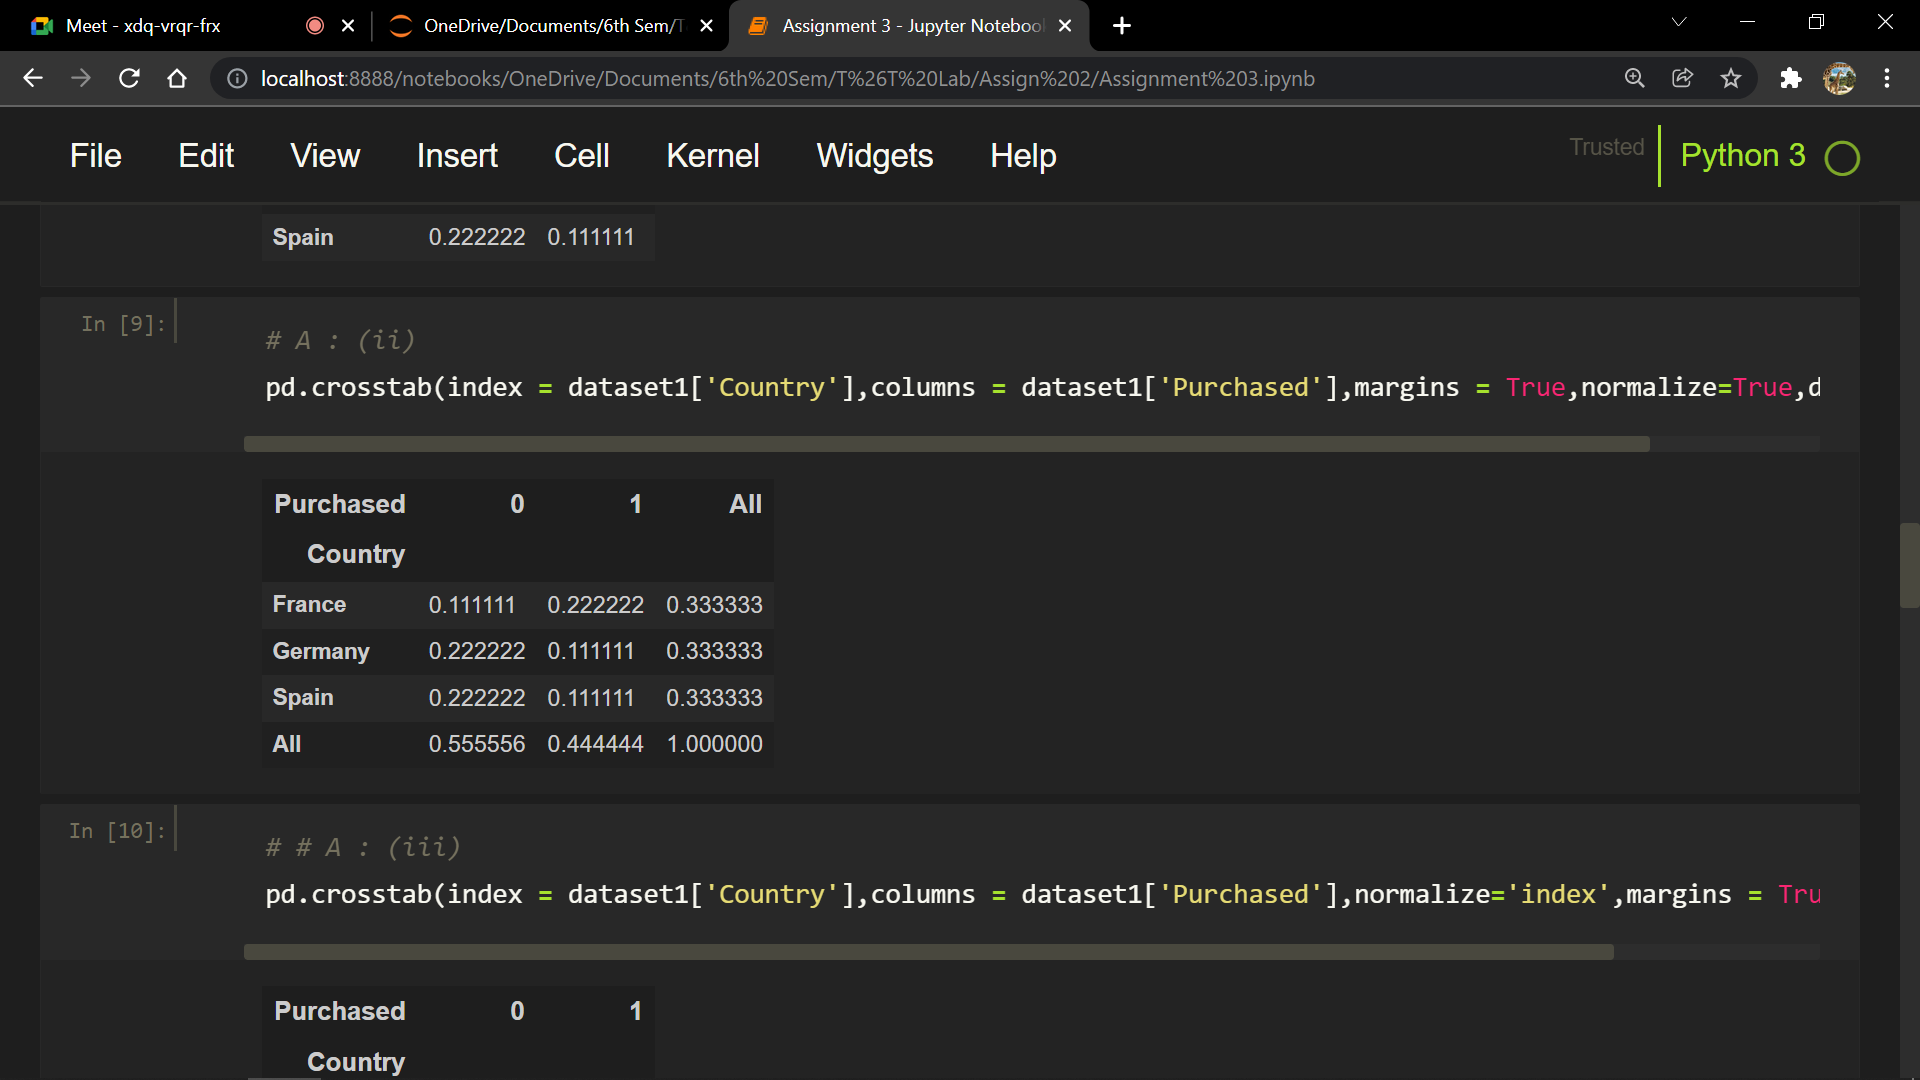 Meet - xdq-vrqr-frx
OneDrive/Documents/6th Sem/T
Assignment 3 - Jupyter Notebook
localhost:8888/notebooks/OneDrive/Documents/6th%20Sem/T%26T%20Lab/Assign%202/Assignment%203.ipynb
File Edit View Insert Cell Kernel Widgets Help Trusted Python 3
Spain 0.222222 0.111111
In [9]:
# A : (ii)
pd.crosstab(index = dataset1['Country'],columns = dataset1['Purchased'],margins = True,normalize=True,d
Purchased 0 1 All
Country
France 0.111111 0.222222 0.333333
Germany 0.222222 0.111111 0.333333
Spain 0.222222 0.111111 0.333333
All 0.555556 0.444444 1.000000
In [10]:
# # A : (iii)
pd.crosstab(index = dataset1['Country'],columns = dataset1['Purchased'],normalize='index',margins = Tru
Purchased 0 1
Country